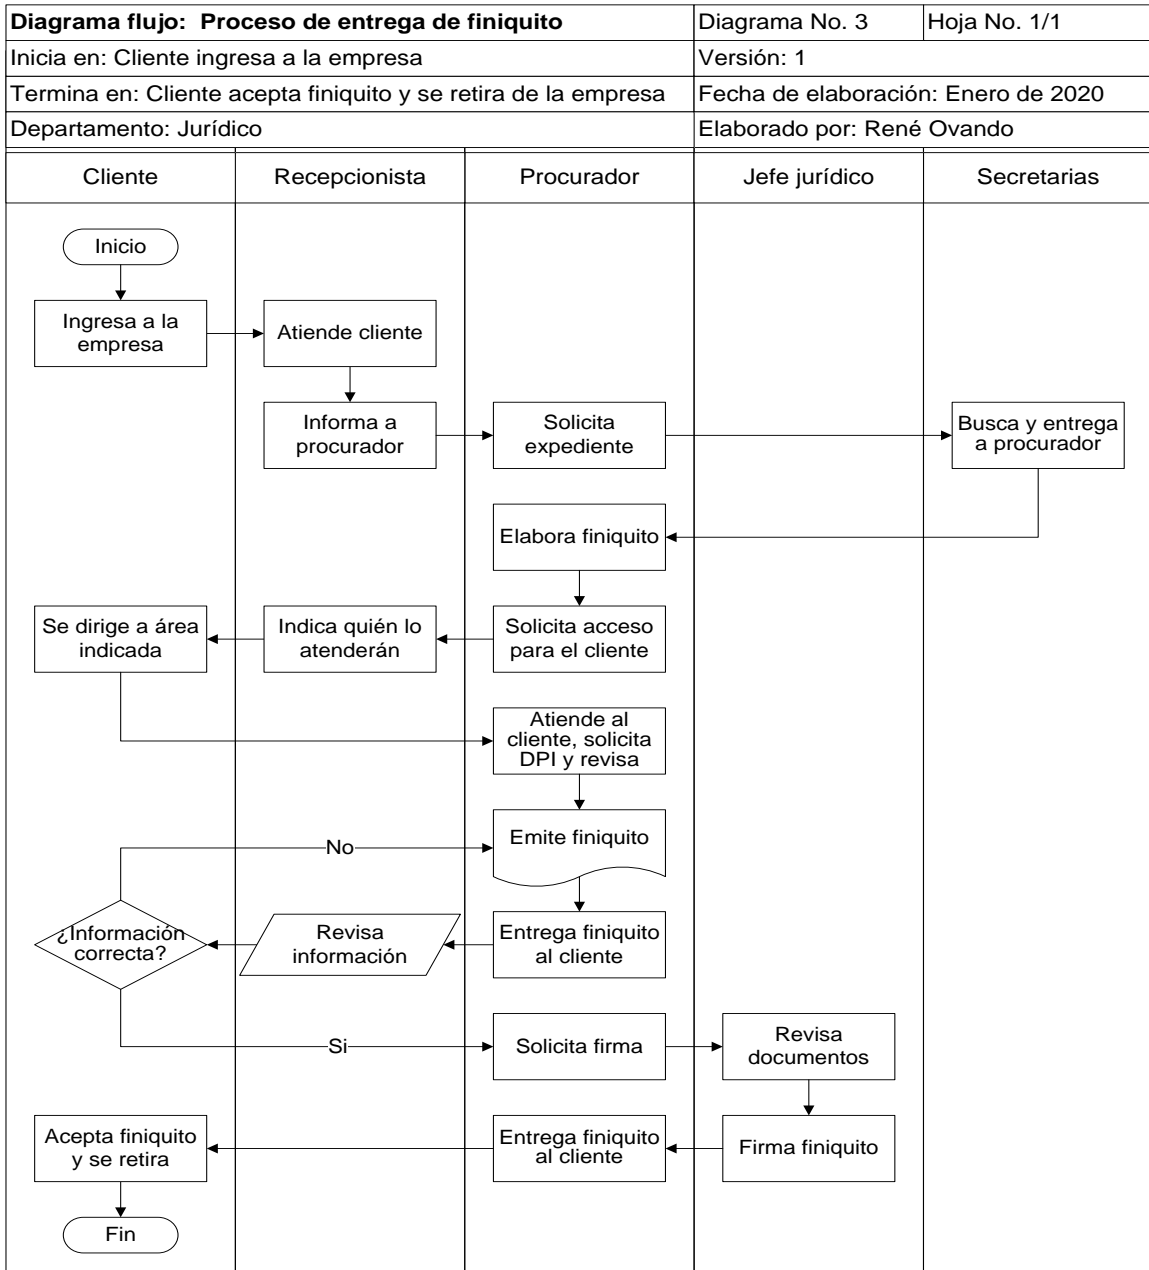 Diagrama flujo:  Proceso de entrega de finiquito
Diagrama No. 3
Hoja No. 1/1
Inicia en: Cliente ingresa a la empresa
Versión: 1
Termina en: Cliente acepta finiquito y se retira de la empresa
Fecha de elaboración: Enero de 2020
Departamento: Jurídico
Elaborado por: René Ovando
Cliente
Recepcionista
Procurador
Jefe jurídico
Secretarias
Inicio
Ingresa a la
empresa
Atiende cliente
Informa a
procurador
Solicita
expediente
Busca y entrega
a procurador
Elabora finiquito
Se dirige a área
indicada
Indica quién lo
atenderán
Solicita acceso
para el cliente
Atiende al
cliente, solicita
DPI y revisa
No
Emite finiquito
¿Información
correcta?
Revisa
información
Entrega finiquito
al cliente
Si
Solicita firma
Revisa
documentos
Acepta finiquito
y se retira
Entrega finiquito
al cliente
Firma finiquito
Fin